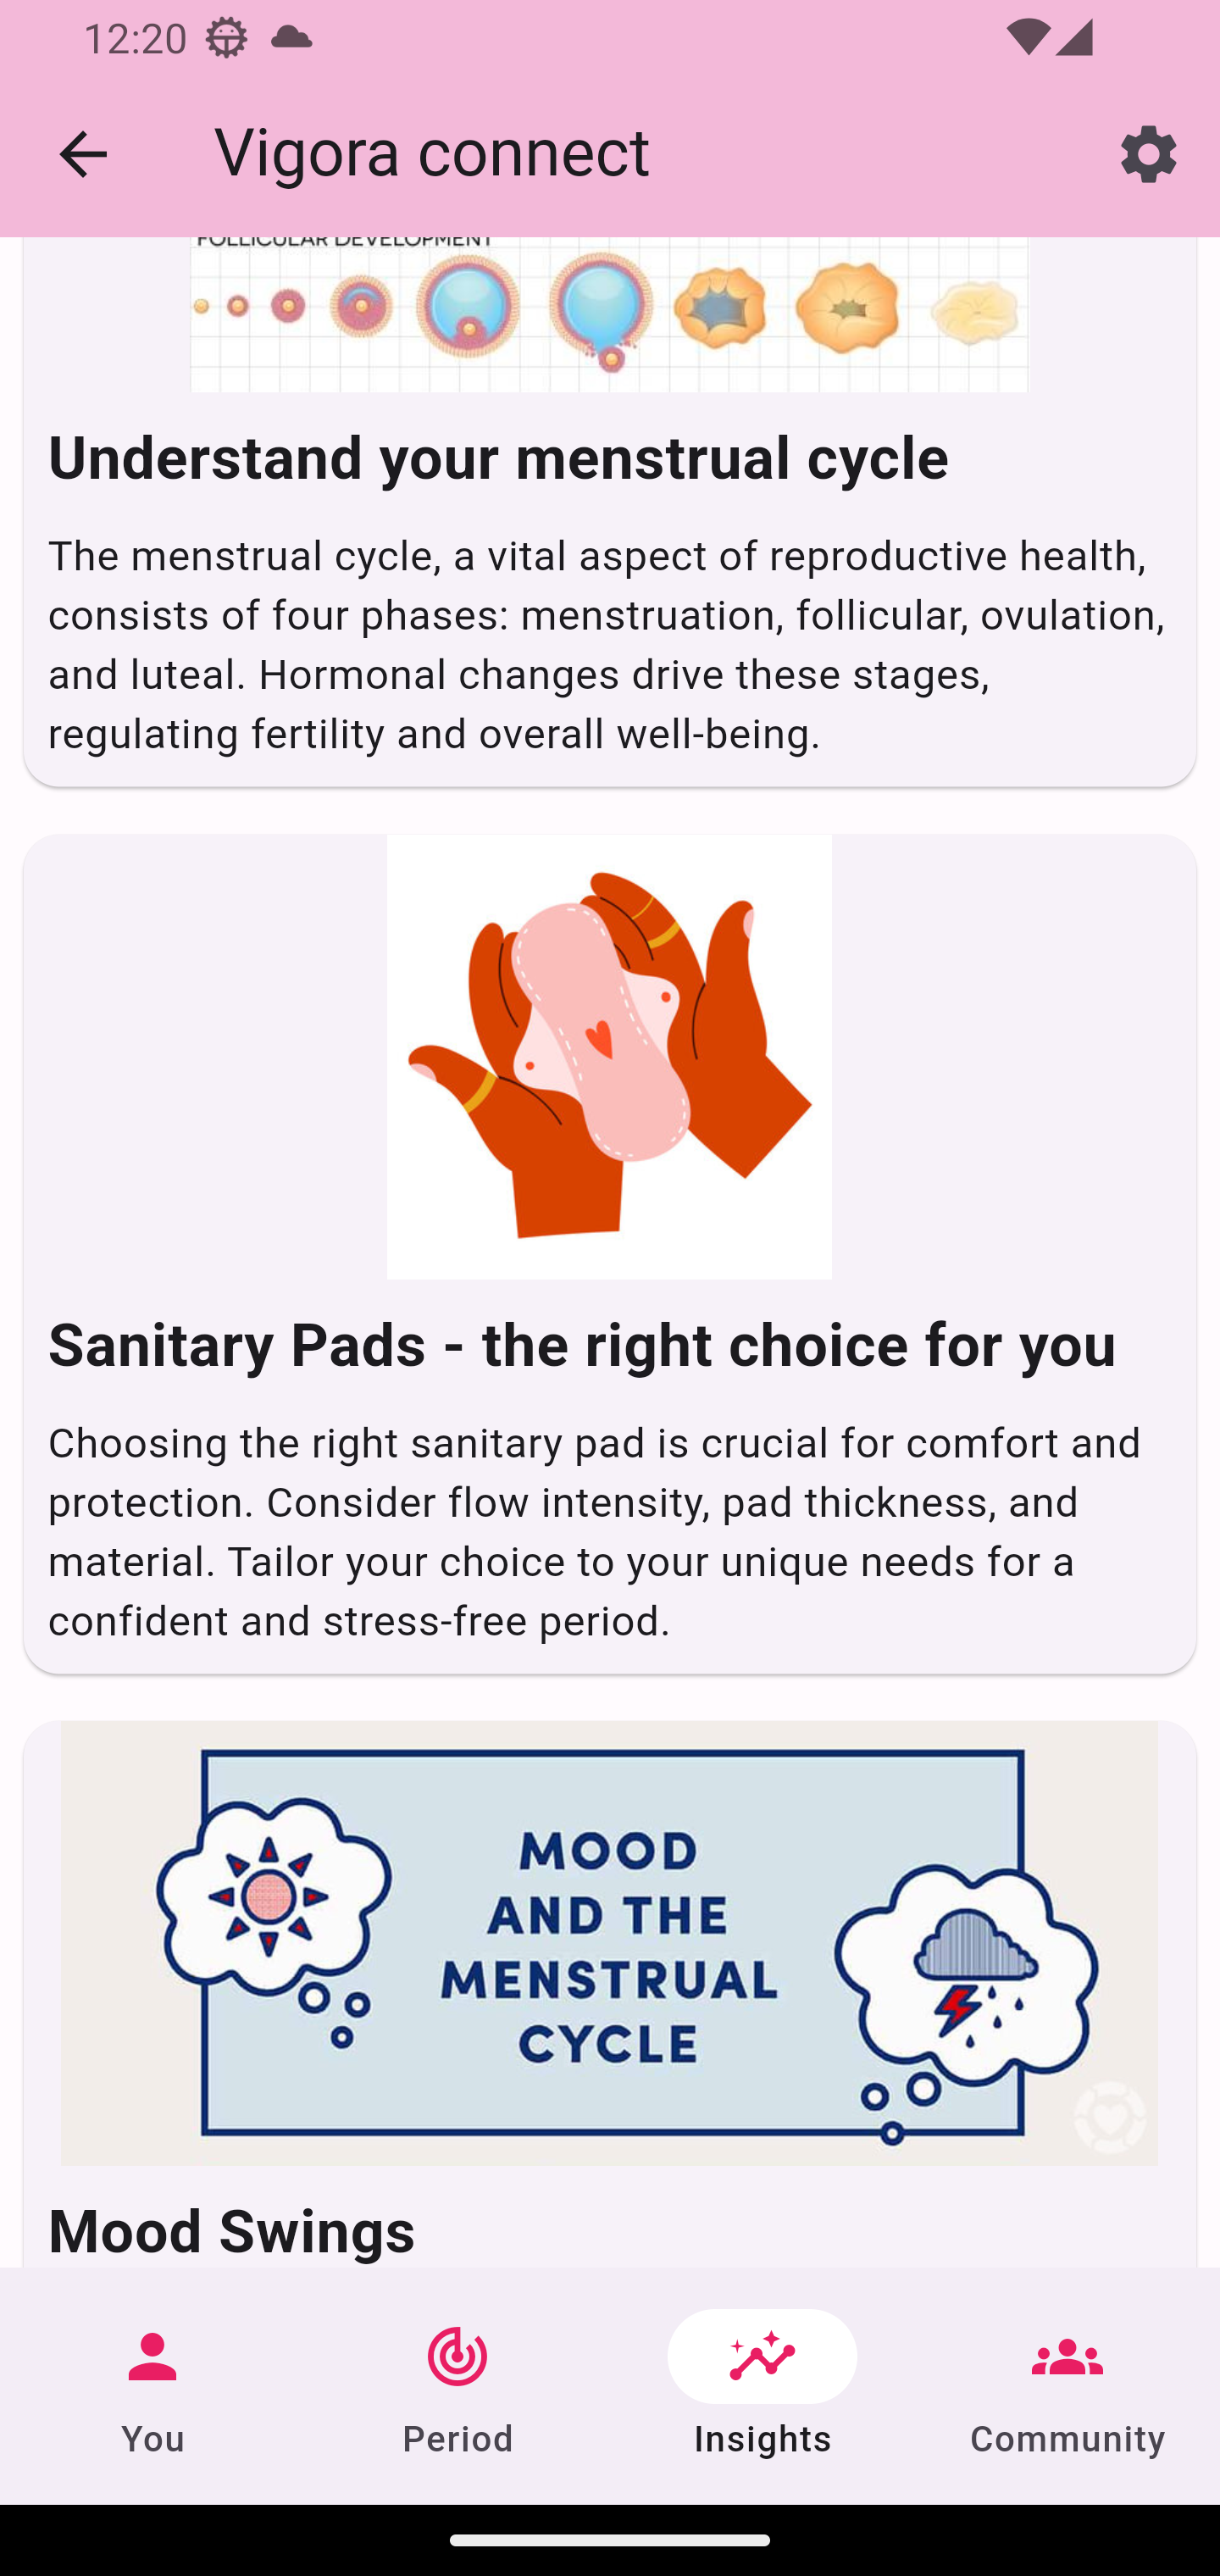 12:20
Vigora connect
FOLLICULAR DEVELOPMENT
Understand your menstrual cycle
The menstrual cycle, a vital aspect of reproductive health,
consists of four phases: menstruation, follicular, ovulation,
and luteal. Hormonal changes drive these stages,
regulating fertility and overall well-being.
Sanitary Pads - the right choice for you
Choosing the right sanitary pad is crucial for comfort and
protection. Consider flow intensity, pad thickness, and
material. Tailor your choice to your unique needs for a
confident and stress-free period.
MOOD
AND THE
MENSTRUAL
CYCLE
Mood Swings
You
Period
Insights
Community